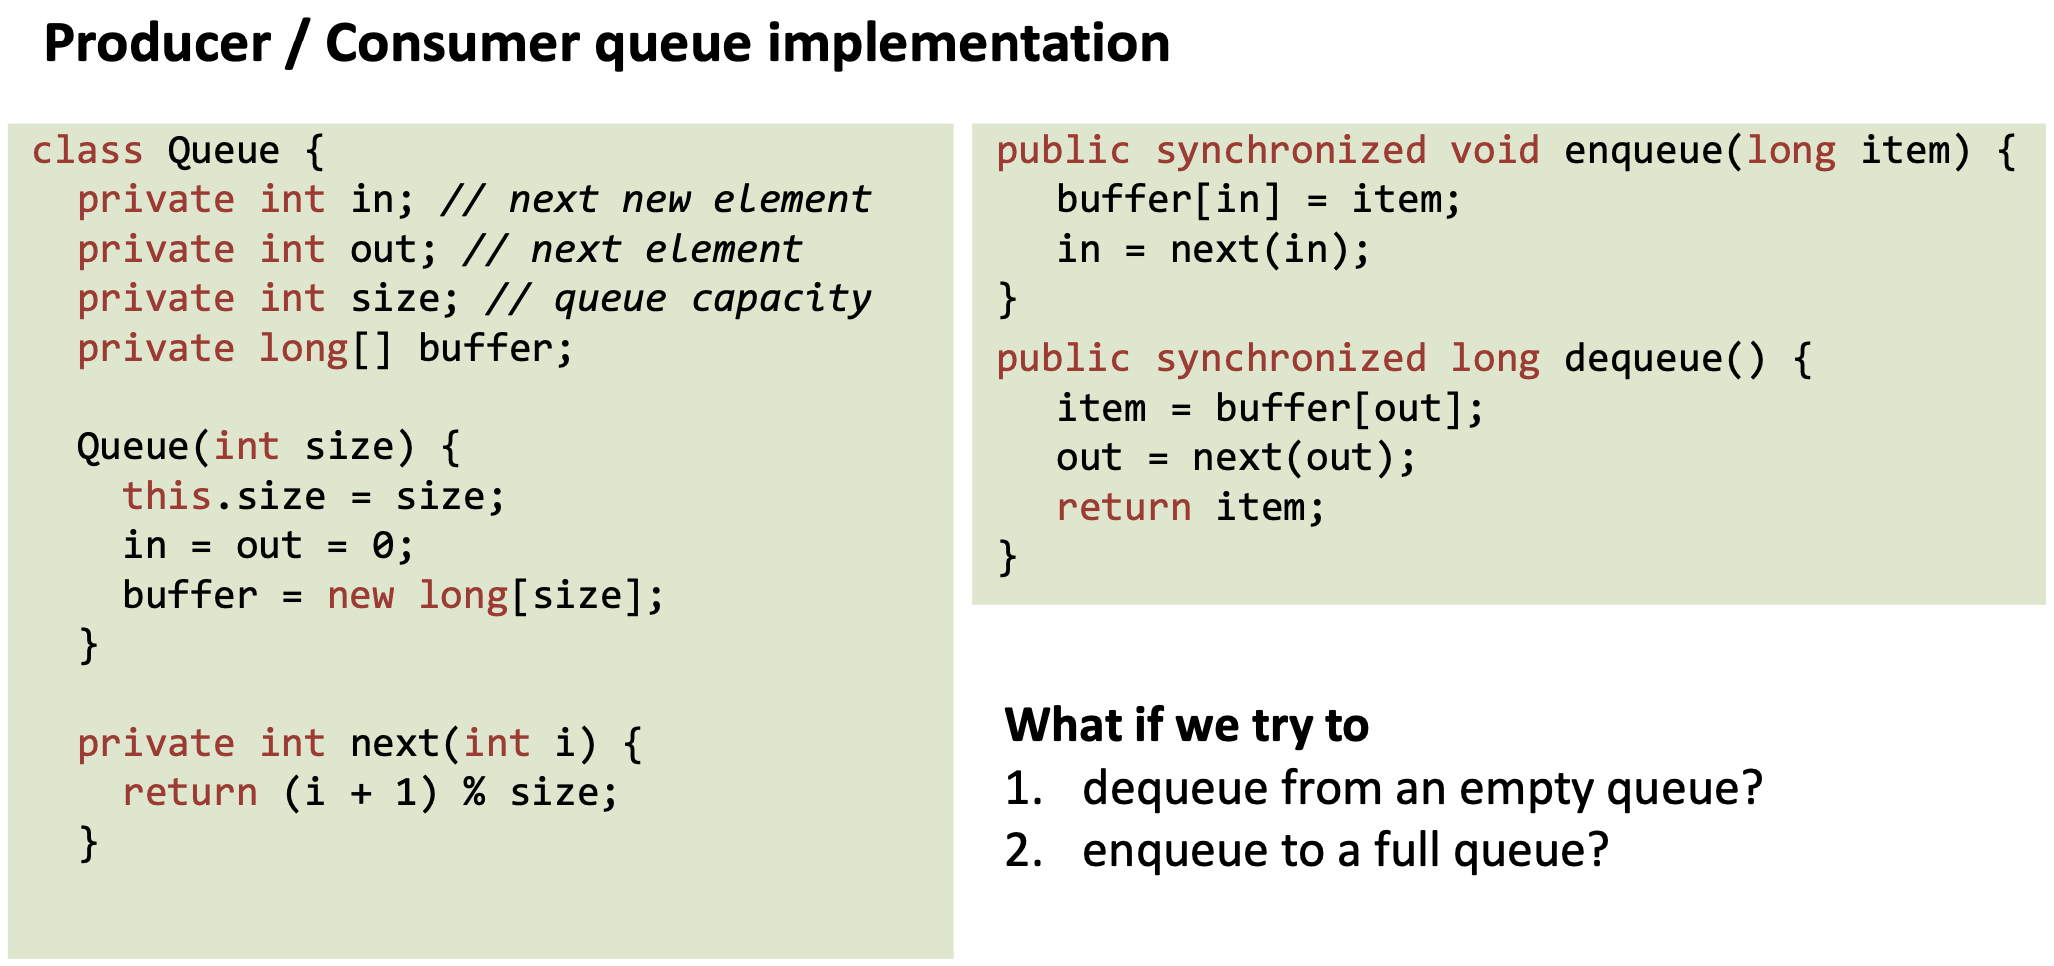 Producer / Consumer queue implementation
class Queue {
private int in; // next new element
private int out; // next element
private int size; // queue capacity
private long[] buffer;
Queue(int size) {
this.size = size;
in = out = 0;
buffer = new long[size];
}
private int next(int i) {
return (i + 1) % size;
}
public synchronized void enqueue(long item) {
buffer[in] = item;
in = next(in);
}
public synchronized long dequeue() {
item = buffer[out];
out = next(out);
return item;
}
What if we try to
1. dequeue from an empty queue?
2. enqueue to a full queue?